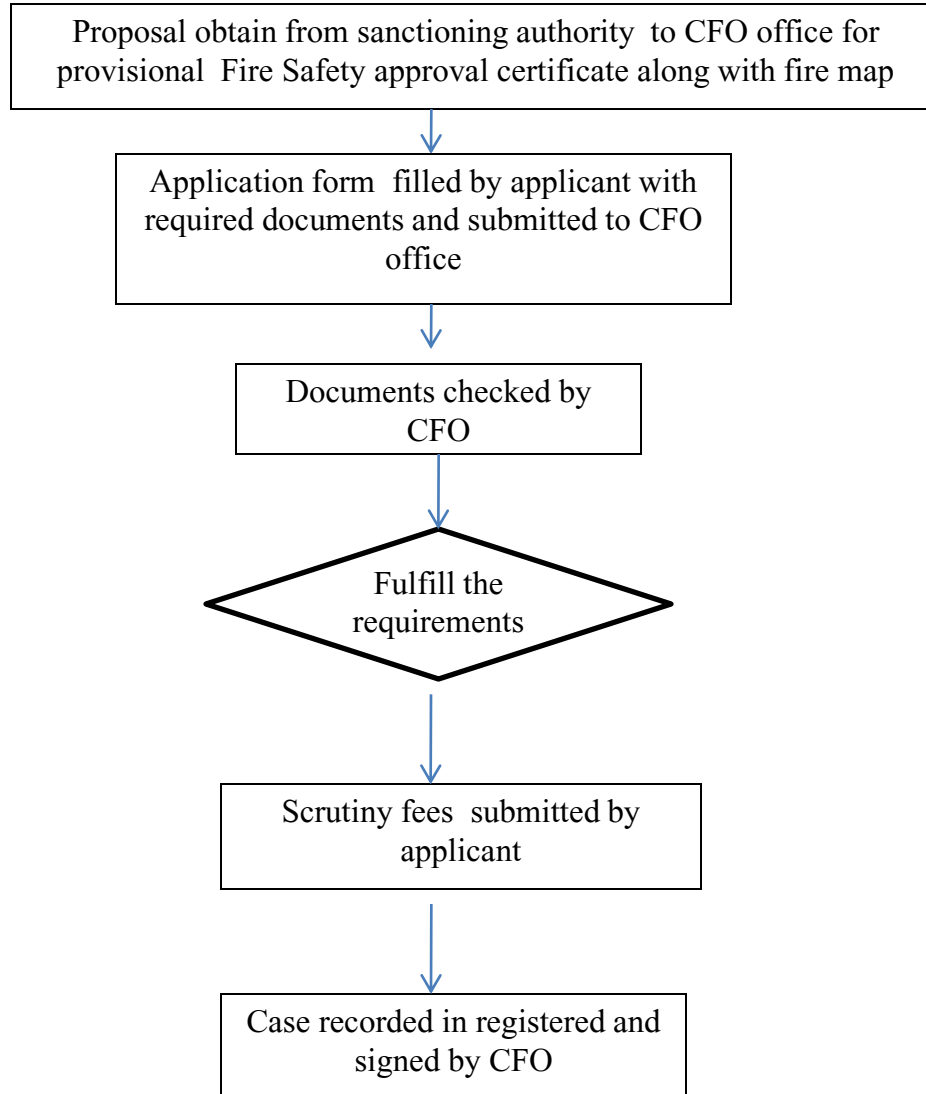 Proposal obtain from sanctioning authority to CFO office for
provisional Fire Safety approval certificate along with fire map
Application form filled by applicant with
required documents and submitted to CFO
office
Documents checked by
CFO
Fulfill the
requirements
Scrutiny fees submitted by
applicant
Case recorded in registered and
signed by CFO